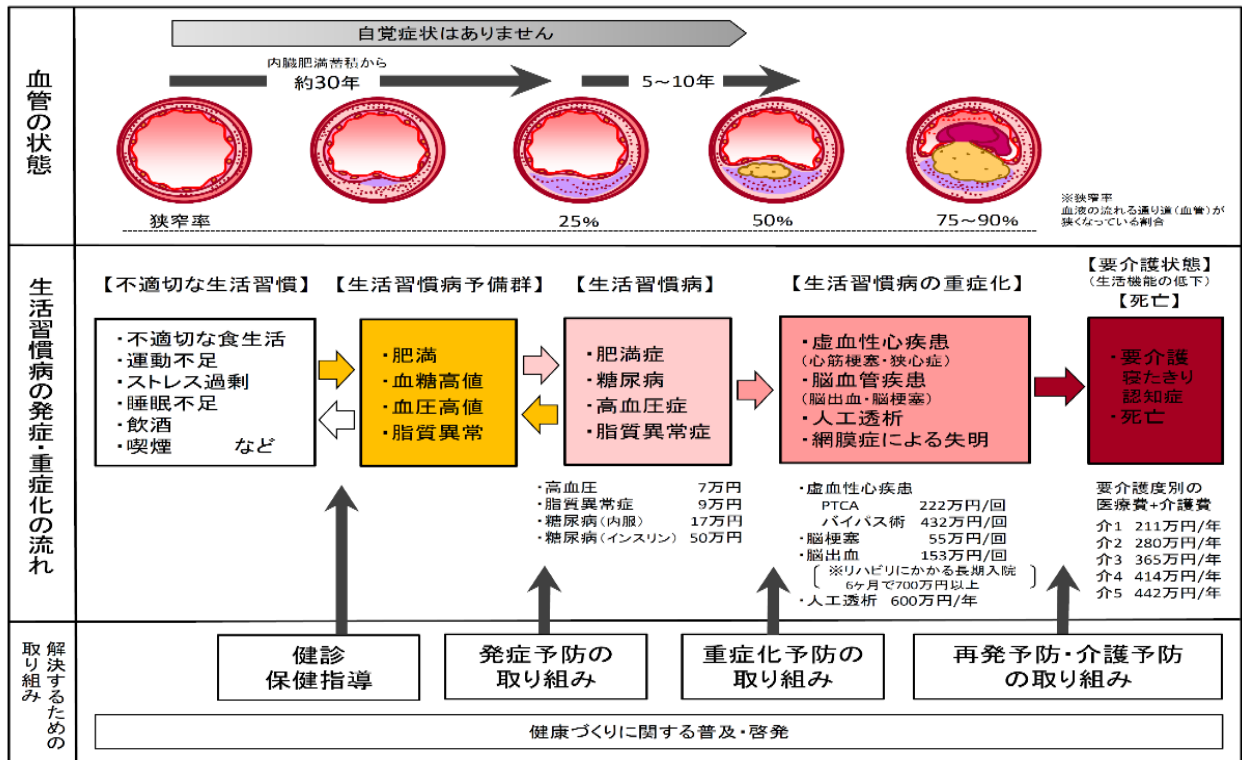 血管の状態
自覚症状はありません
内臓肥満蓄積から
約30年
5～10年
狭窄率
25%
50%
75～90%
※狭窄率
血液の流れる通り道(血管)が
狭くなっている割合
生活習慣病の発症・重症化の流れ
【不適切な生活習慣】
・不適切な食生活
・運動不足
・ストレス過剰
・睡眠不足
・飲酒
・喫煙 など
【生活習慣病予備群】
・肥満
・血糖高値
・血圧高値
・脂質異常
【生活習慣病】
・肥満症
・糖尿病
・高血圧症
・脂質異常症
・高血圧 7万円
・脂質異常症 9万円
・糖尿病(内服) 17万円
・糖尿病(インスリン) 50万円
【生活習慣病の重症化】
・虚血性心疾患
(心筋梗塞・狭心症)
・脳血管疾患
(脳出血・脳梗塞)
・人工透析
・網膜症による失明
・虚血性心疾患
PTCA 222万円/回
バイパス術 432万円/回
・脳梗塞 55万円/回
・脳出血 153万円/回
※リハビリにかかる長期入院
6ヶ月で700万円以上
・人工透析 600万円/年
【要介護状態】
(生活機能の低下)
【死亡】
・要介護
寝たきり
認知症
・死亡
要介護度別の
医療費+介護費
介1 211万円/年
介2 280万円/年
介3 365万円/年
介4 414万円/年
介5 442万円/年
解決するための
取り組み
健診
保健指導
発症予防の
取り組み
重症化予防の
取り組み
再発予防・介護予防
の取り組み
健康づくりに関する普及・啓発